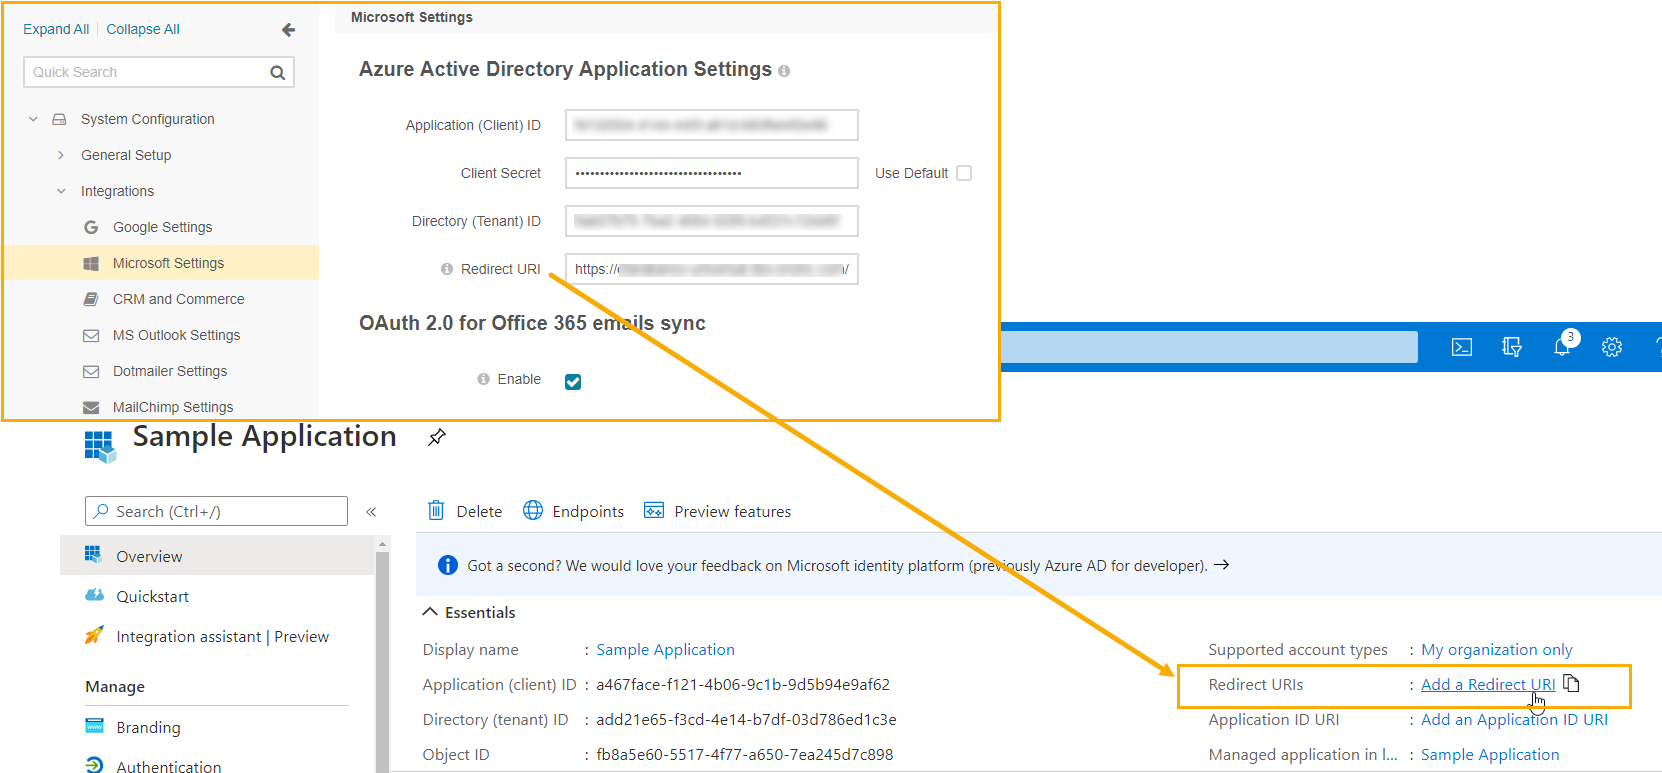 Expand All | Collapse All
Quick Search
System Configuration
General Setup
Integrations
Google Settings
Microsoft Settings
CRM and Commerce
MS Outlook Settings
Dotmailer Settings
MailChimp Settings
Microsoft Settings
Azure Active Directory Application Settings
Application (Client) ID
Client Secret
•••••••••••••••••••••••••••••••••• Use Default
Directory (Tenant) ID
Redirect URI https:// /
OAuth 2.0 for Office 365 emails sync
Enable
3
Sample Application
Search (Ctrl+/)
«
Overview
Quickstart
Integration assistant | Preview
Manage
Branding
Authentication
Delete Endpoints Preview features
Got a second? We would love your feedback on Microsoft identity platform (previously Azure AD for developer). →
Essentials
Display name : Sample Application
Application (client) ID : a467face-f121-4b06-9c1b-9d5b94e9af62
Directory (tenant) ID : add21e65-f3cd-4e14-b7df-03d786ed1c3e
Object ID : fb8a5e60-5517-4f77-a650-7ea245d7c898
Supported account types : My organization only
Redirect URIs : Add a Redirect URI
Application ID URI : Add an Application ID URI
Managed application in l... : Sample Application